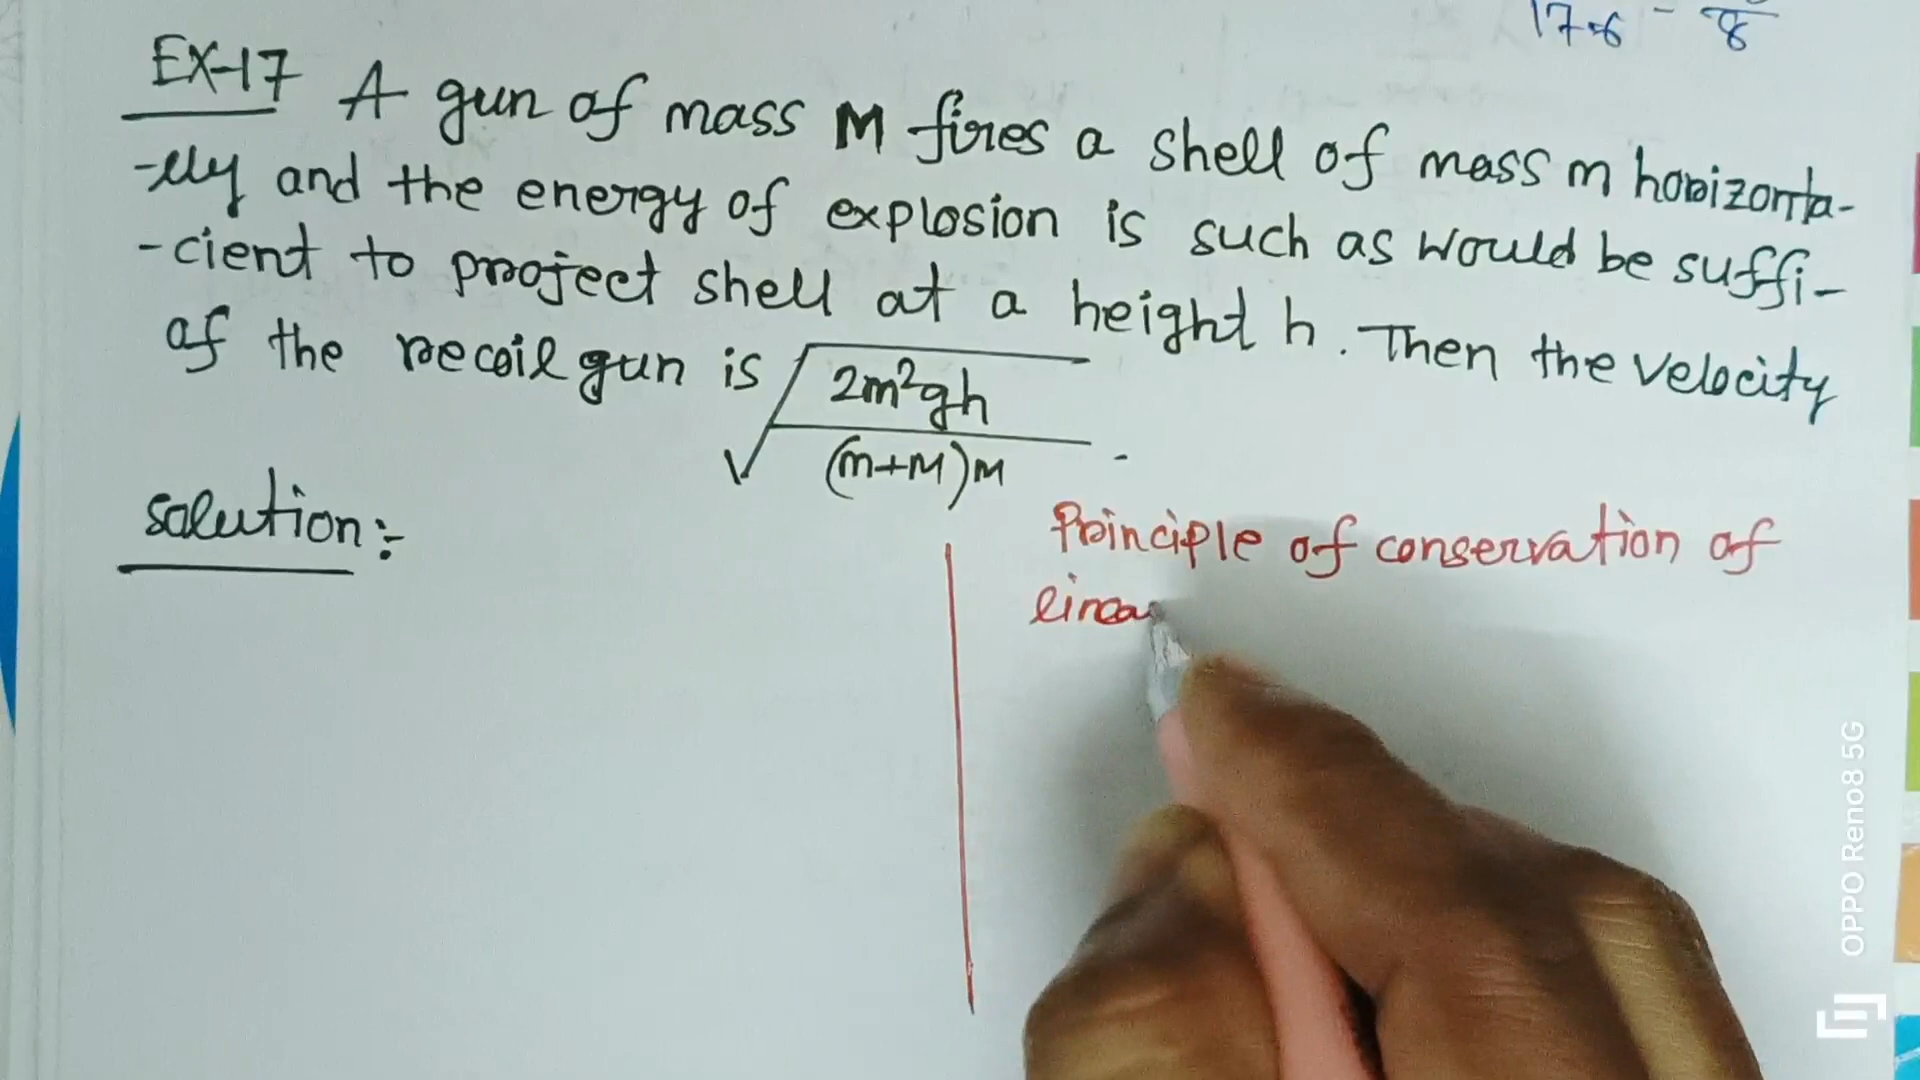 17.6 - 8
EX-17 A gun of mass M fires a shell of mass m horizonta-
-lly and the energy of explosion is such as would be suffi-
-cient to project shell at a height h. Then the velocity
of the recoil gun is √ 2m²gh
(m+M)M .
solution:-
Principle of conservation of
linear
OPPO Reno8 5G